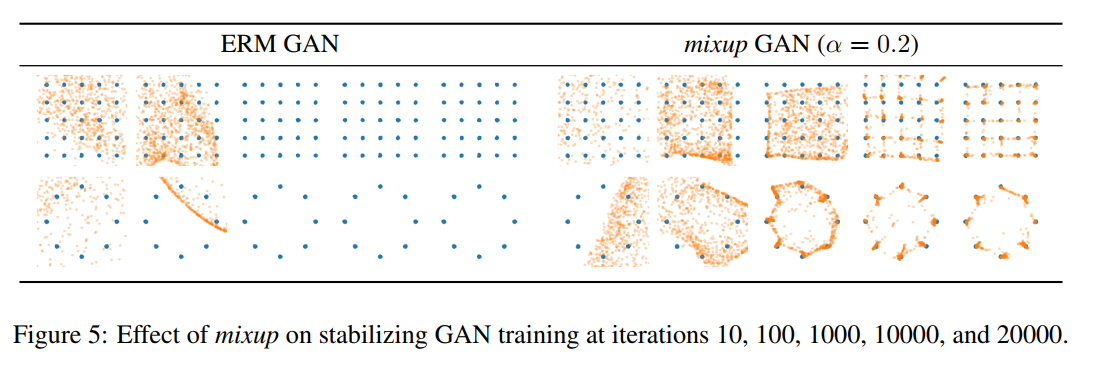 ERM GAN
mixup GAN (α = 0.2)
Figure 5: Effect of mixup on stabilizing GAN training at iterations 10, 100, 1000, 10000, and 20000.